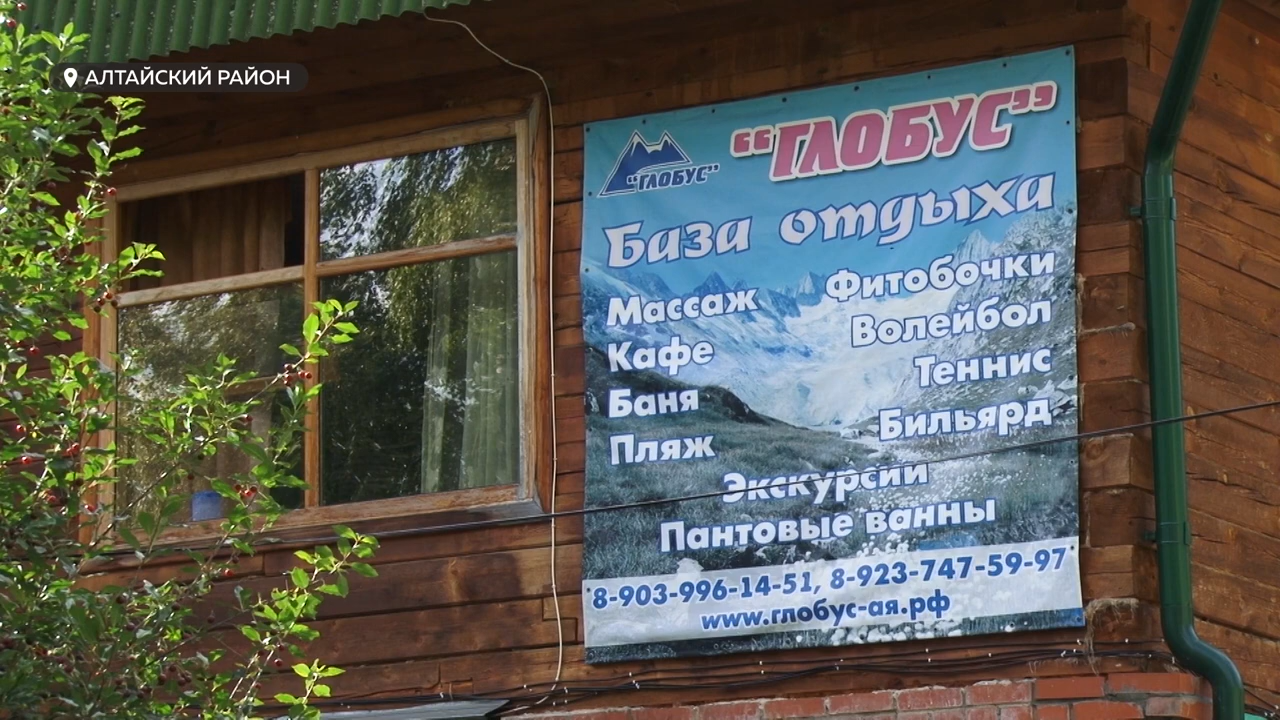 АЛТАЙСКИЙ РАЙОН
"ГЛОБУС"
"ГЛОБУС"
База отдыха
Массаж
Кафе
Баня
Пляж
Фитобочки
Волейбол
Теннис
Бильярд
Экскурсии
Пантовые ванны
8-903-996-14-51, 8-923-747-59-97
www.глобус-ая.рф